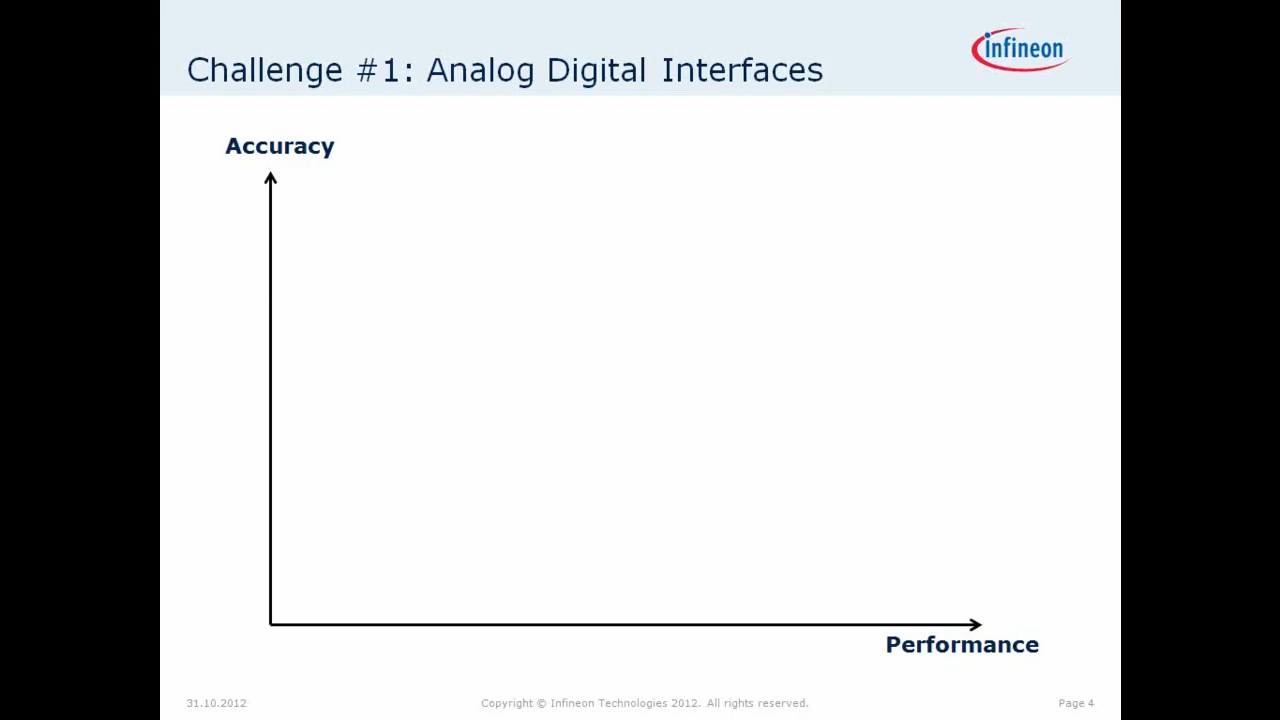 Challenge #1: Analog Digital Interfaces
infineon
Accuracy
Performance
31.10.2012
Copyright © Infineon Technologies 2012. All rights reserved.
Page 4